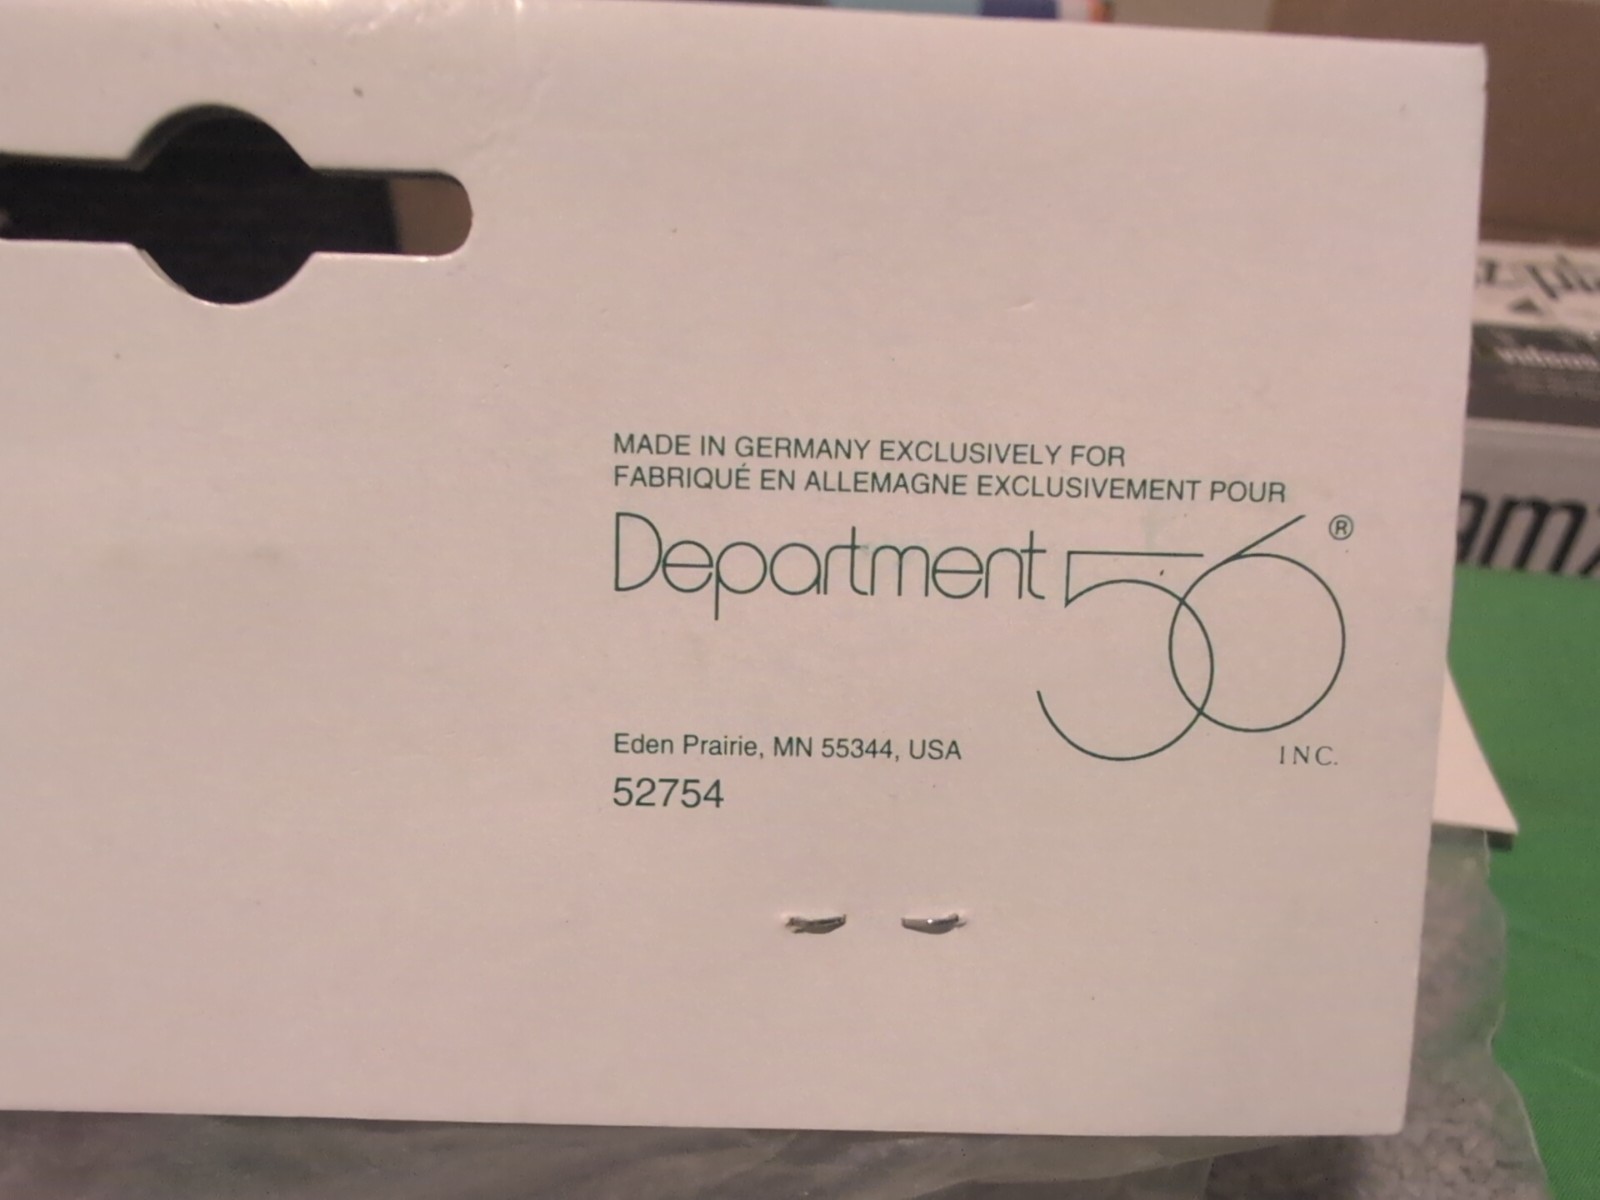 MADE IN GERMANY EXCLUSIVELY FOR
FABRIQUÉ EN ALLEMAGNE EXCLUSIVEMENT POUR
Department 56 ®
INC.
Eden Prairie, MN 55344, USA
52754